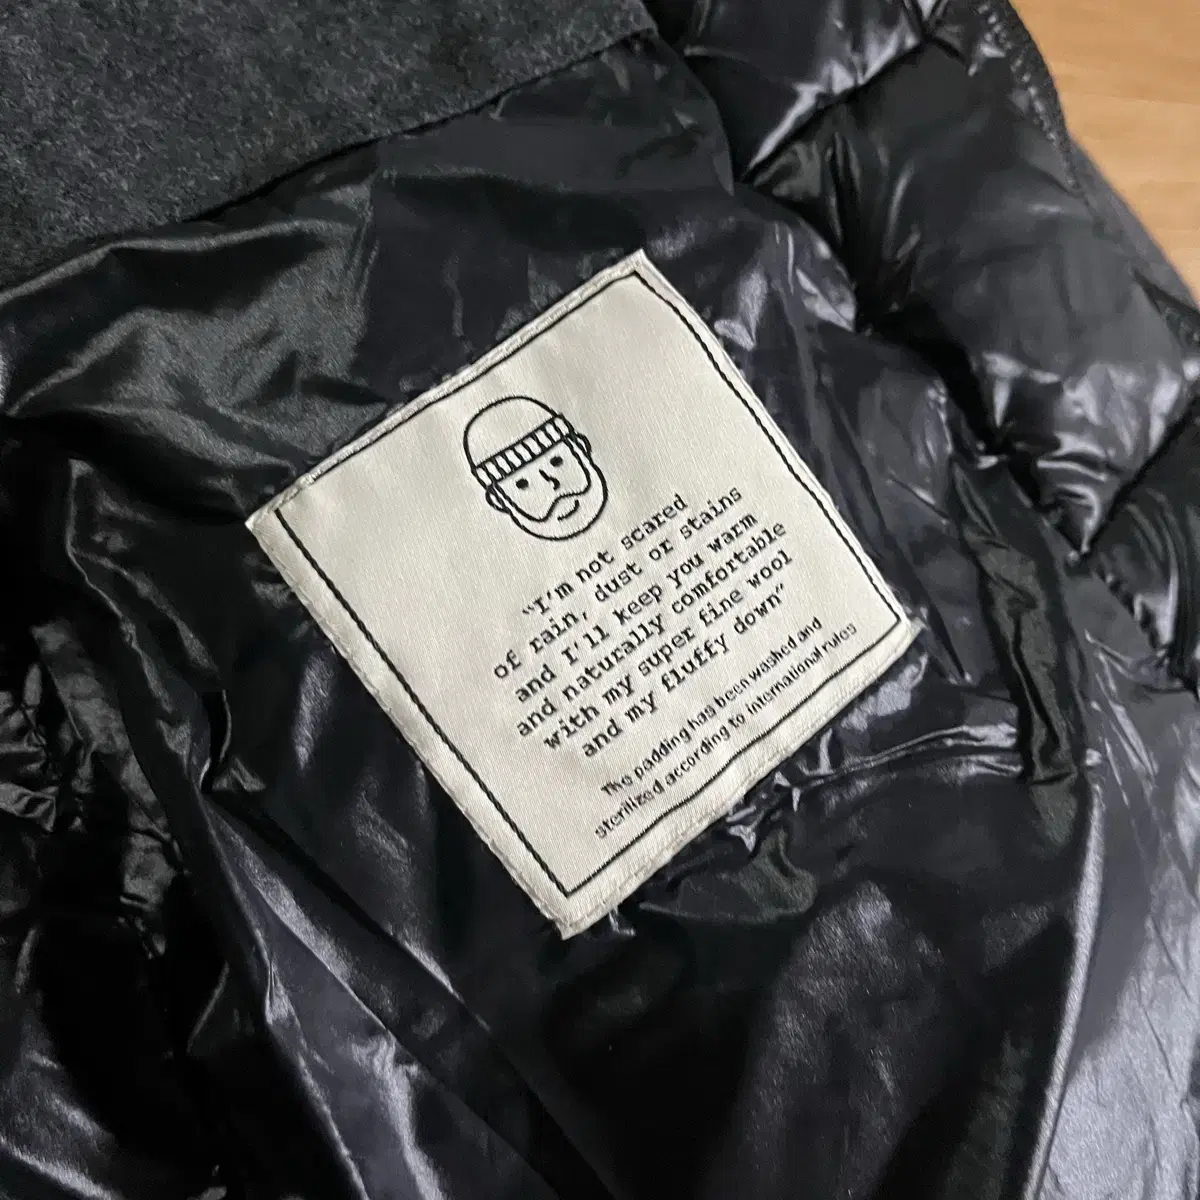 "I'm not scared
of rain, dust or stains
and I'll keep you warm
and naturally comfortable
with my super fine wool
and my fluffy down"
The padding has been washed and
sterilized according to international rules